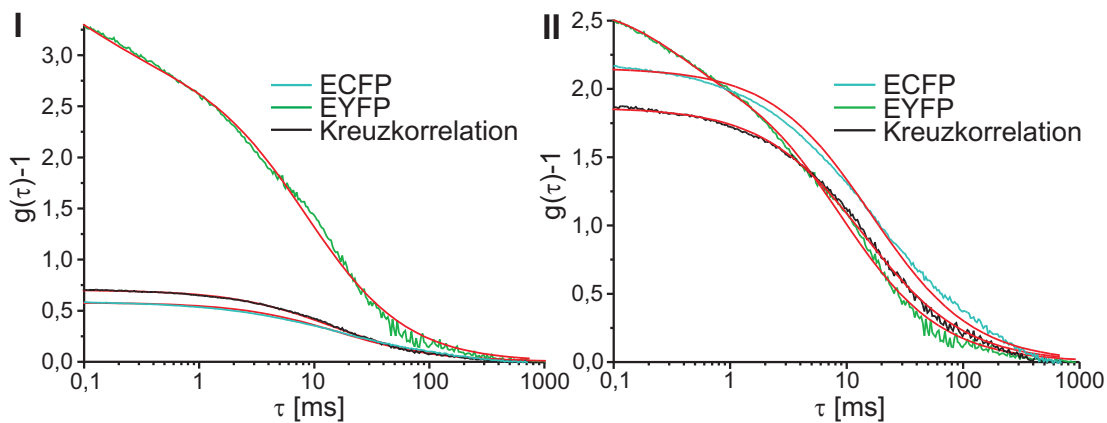 I
g(τ)-1
3,0
2,5
2,0
1,5
1,0
0,5
0,0
0,1
1
10
100
1000
τ [ms]
ECFP
EYFP
Kreuzkorrelation
II
g(τ)-1
2,5
2,0
1,5
1,0
0,5
0,0
0,1
1
10
100
1000
τ [ms]
ECFP
EYFP
Kreuzkorrelation